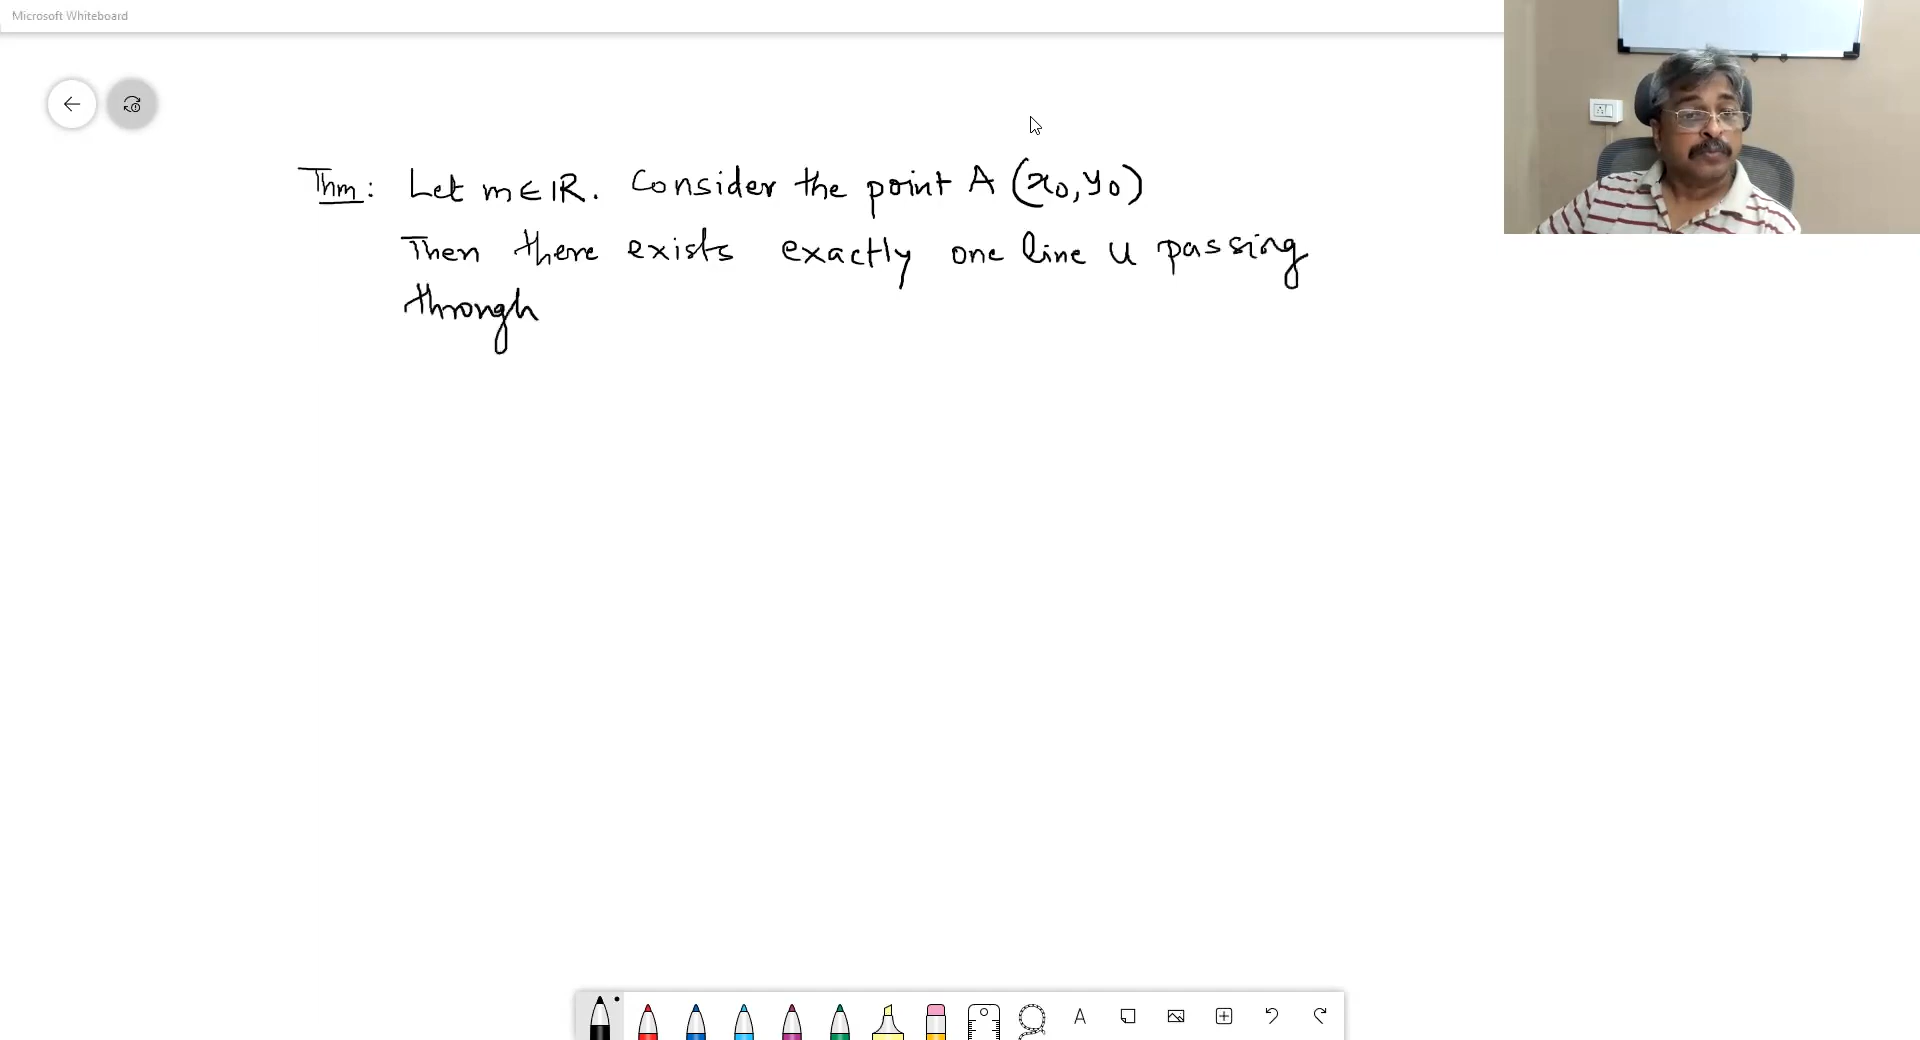 Microsoft Whiteboard
Thm: Let m ∈ ℝ. Consider the point A (x₀, y₀)
Then there exists exactly one line u passing
through
A